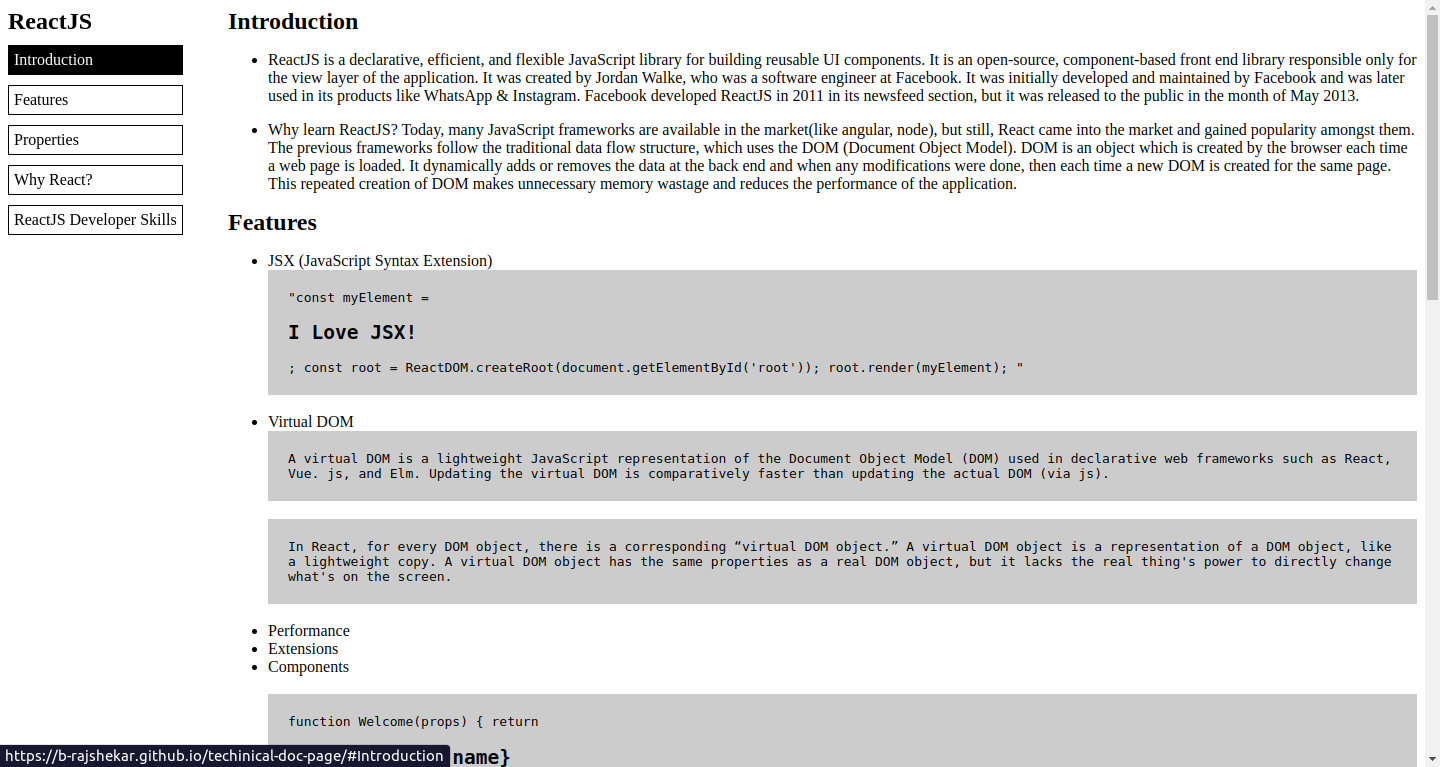 ReactJS
Introduction
Features
Properties
Why React?
ReactJS Developer Skills
Introduction
ReactJS is a declarative, efficient, and flexible JavaScript library for building reusable UI components. It is an open-source, component-based front end library responsible only for
the view layer of the application. It was created by Jordan Walke, who was a software engineer at Facebook. It was initially developed and maintained by Facebook and was later
used in its products like WhatsApp & Instagram. Facebook developed ReactJS in 2011 in its newsfeed section, but it was released to the public in the month of May 2013.
Why learn ReactJS? Today, many JavaScript frameworks are available in the market(like angular, node), but still, React came into the market and gained popularity amongst them.
The previous frameworks follow the traditional data flow structure, which uses the DOM (Document Object Model). DOM is an object which is created by the browser each time
a web page is loaded. It dynamically adds or removes the data at the back end and when any modifications were done, then each time a new DOM is created for the same page.
This repeated creation of DOM makes unnecessary memory wastage and reduces the performance of the application.
Features
JSX (JavaScript Syntax Extension)
"const myElement =
I Love JSX!
; const root = ReactDOM.createRoot(document.getElementById('root')); root.render(myElement); "
Virtual DOM
A virtual DOM is a lightweight JavaScript representation of the Document Object Model (DOM) used in declarative web frameworks such as React,
Vue. js, and Elm. Updating the virtual DOM is comparatively faster than updating the actual DOM (via js).
In React, for every DOM object, there is a corresponding “virtual DOM object.” A virtual DOM object is a representation of a DOM object, like
a lightweight copy. A virtual DOM object has the same properties as a real DOM object, but it lacks the real thing's power to directly change
what's on the screen.
Performance
Extensions
Components
function Welcome(props) { return
name}
https://b-rajshekar.github.io/techinical-doc-page/#Introduction